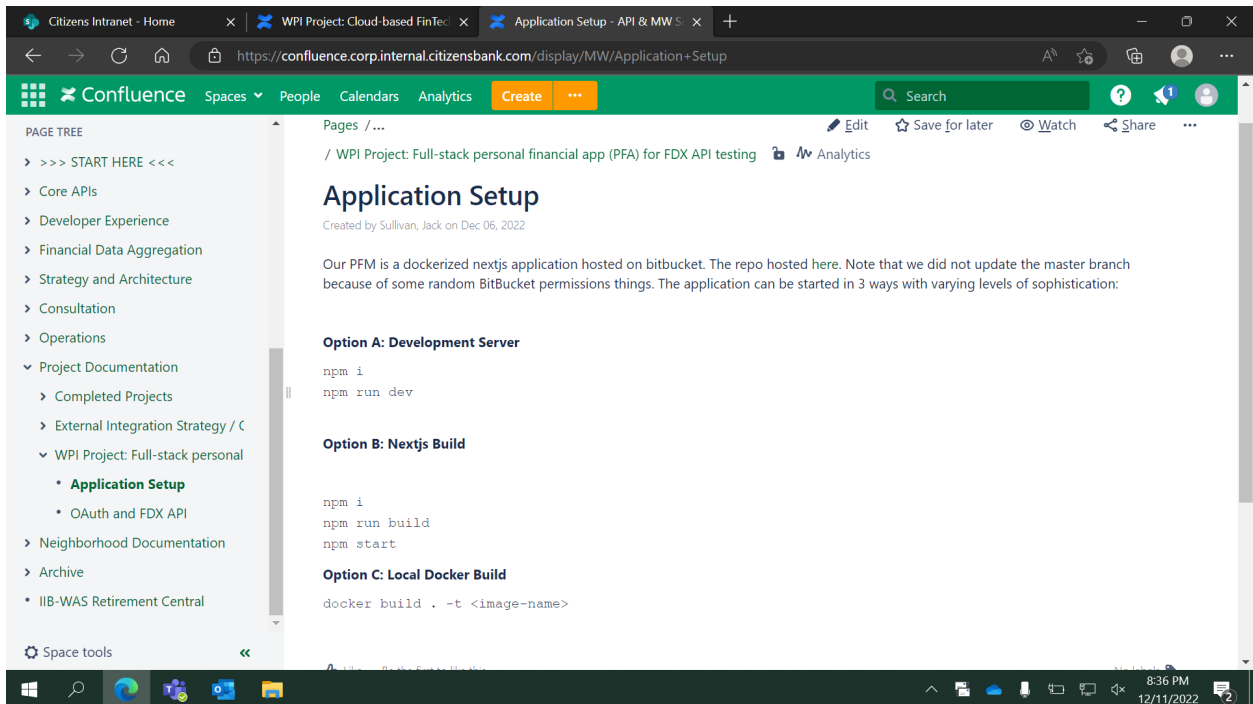 Citizens Intranet - Home
WPI Project: Cloud-based FinTec
Application Setup - API & MW S
https://confluence.corp.internal.citizensbank.com/display/MW/Application+Setup
Confluence Spaces People Calendars Analytics Create ··· Search 1
PAGE TREE
> >>> START HERE <<<
Core APIs
Developer Experience
Financial Data Aggregation
Strategy and Architecture
Consultation
Operations
Project Documentation
Completed Projects
External Integration Strategy /
WPI Project: Full-stack personal
• Application Setup
• OAuth and FDX API
Neighborhood Documentation
Archive
• IIB-WAS Retirement Central
Space tools
Pages /...
Edit Save for later Watch Share ···
/ WPI Project: Full-stack personal financial app (PFA) for FDX API testing Analytics
Application Setup
Created by Sullivan, Jack on Dec 06, 2022
Our PFM is a dockerized nextjs application hosted on bitbucket. The repo hosted here. Note that we did not update the master branch
because of some random BitBucket permissions things. The application can be started in 3 ways with varying levels of sophistication:
Option A: Development Server
npm i
npm run dev
Option B: Nextjs Build
npm i
npm run build
npm start
Option C: Local Docker Build
docker build . -t <image-name>
8:36 PM
12/11/2022
2